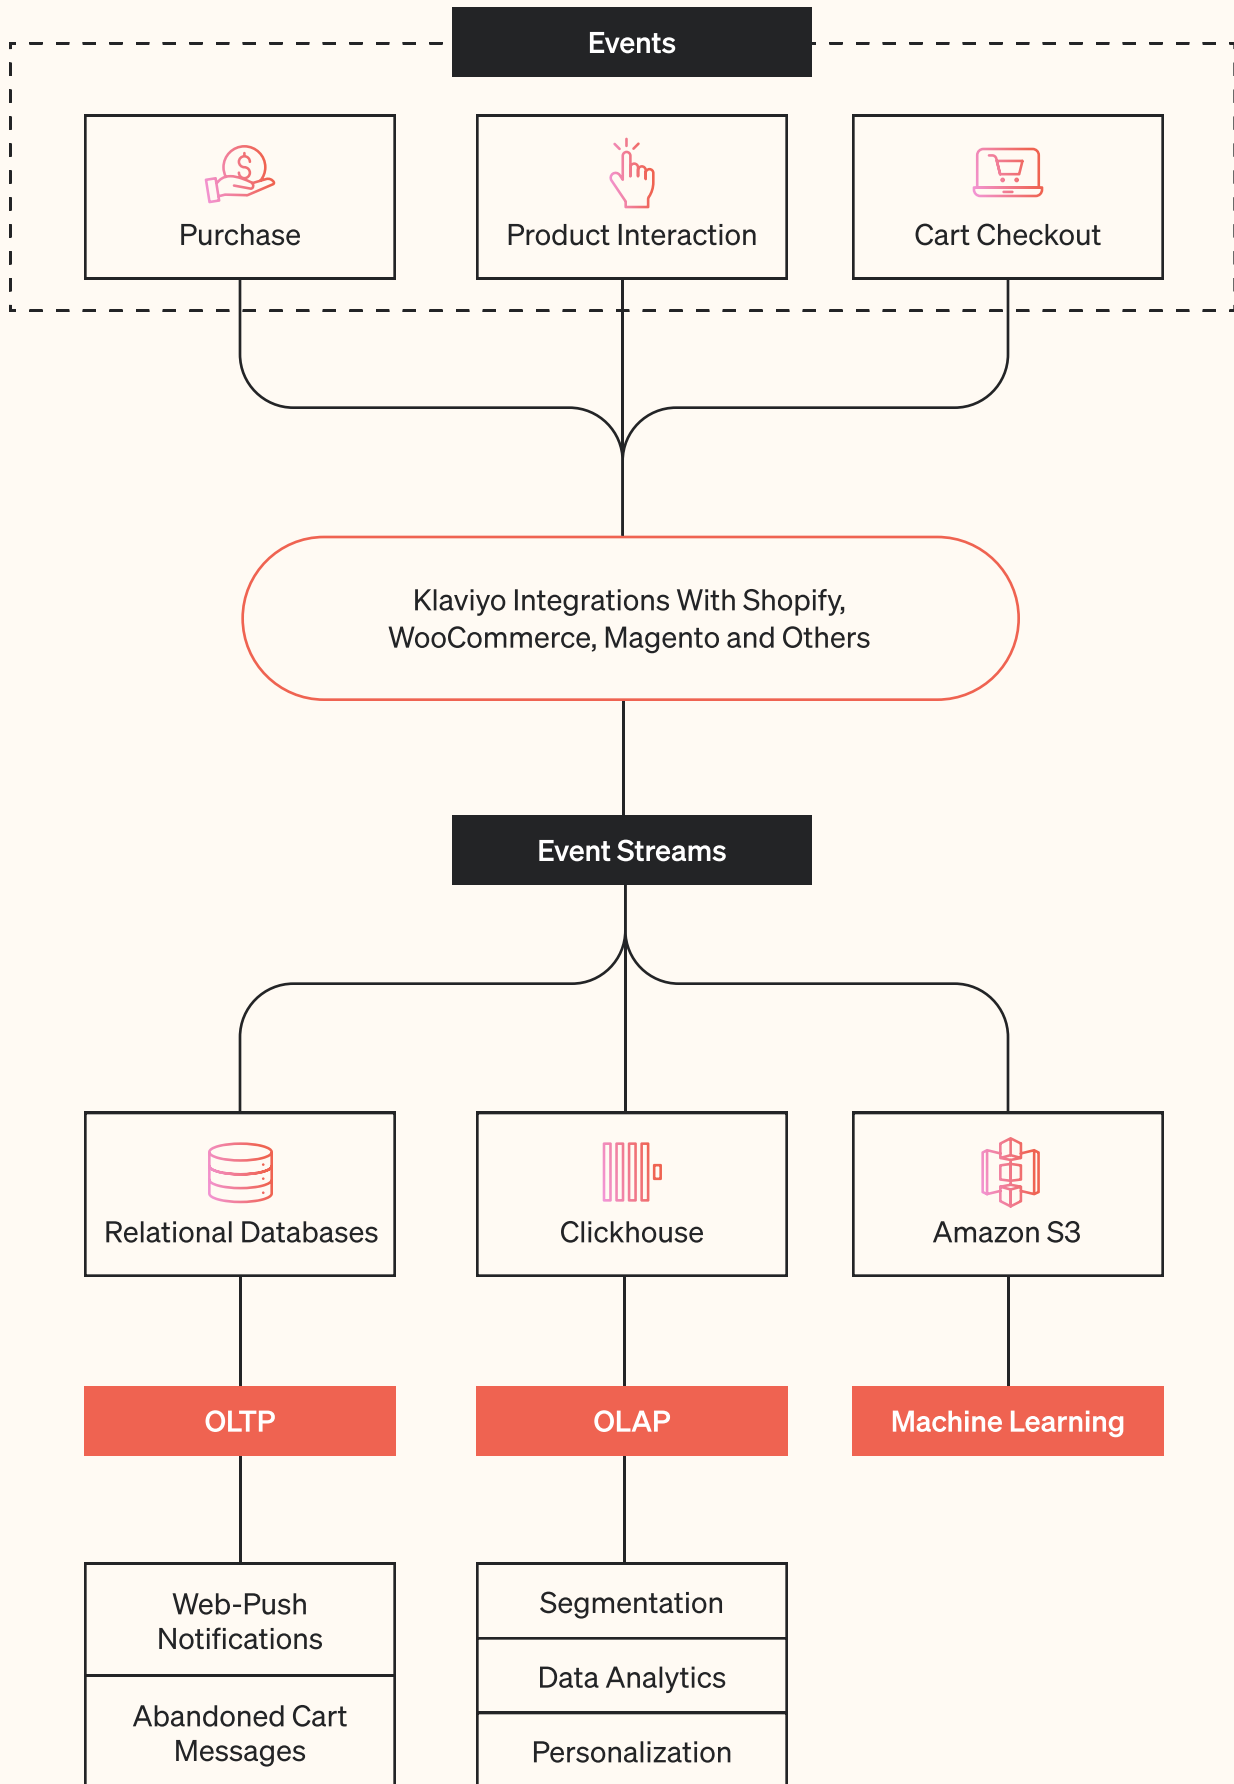 Events
Purchase
Product Interaction
Cart Checkout
Klaviyo Integrations With Shopify,
WooCommerce, Magento and Others
Event Streams
Relational Databases
Clickhouse
Amazon S3
OLTP
OLAP
Machine Learning
Web-Push
Notifications
Abandoned Cart
Messages
Segmentation
Data Analytics
Personalization